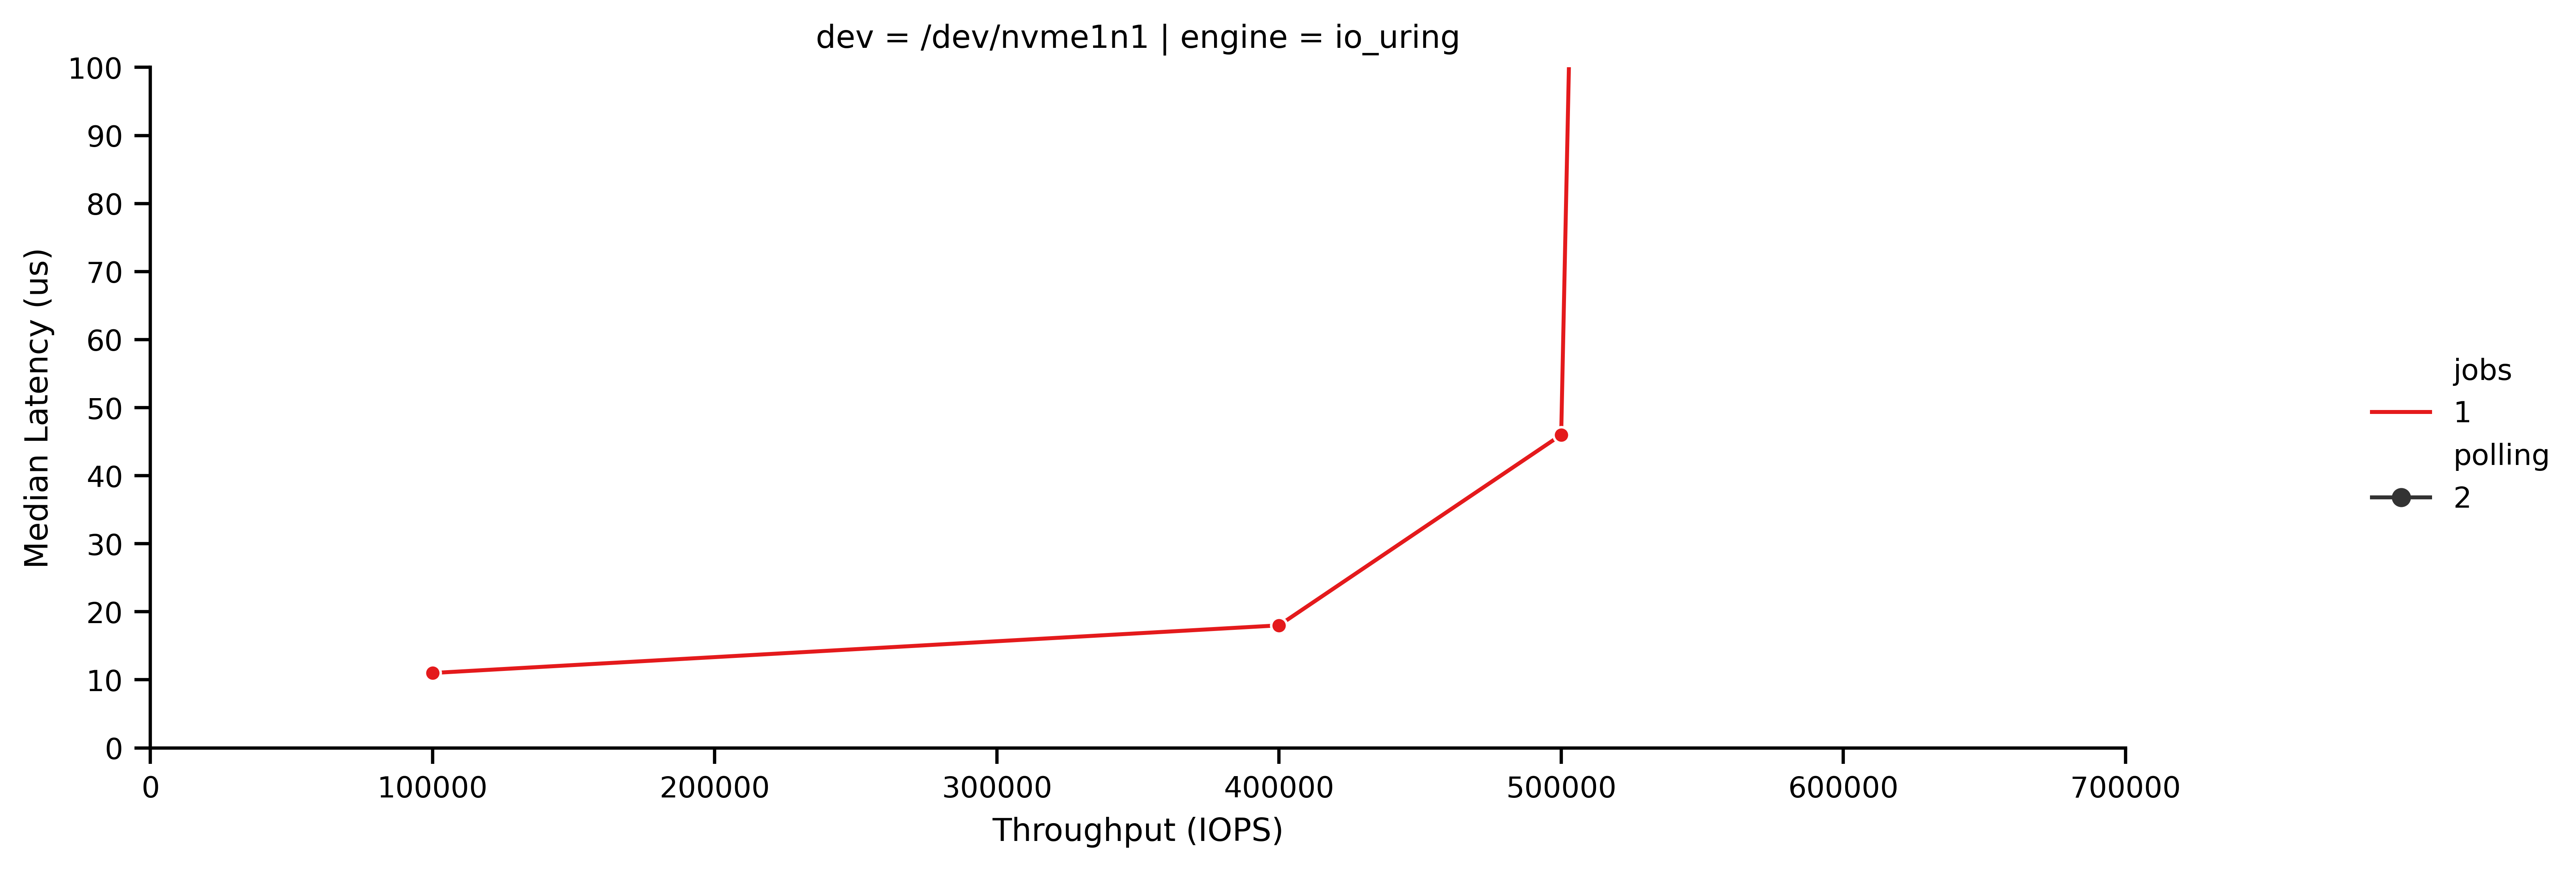 dev = /dev/nvme1n1 | engine = io_uring
100
90
80
70
60
50
40
30
20
10
0
Median Latency (us)
0 100000 200000 300000 400000 500000 600000 700000
Throughput (IOPS)
jobs
1
polling
2